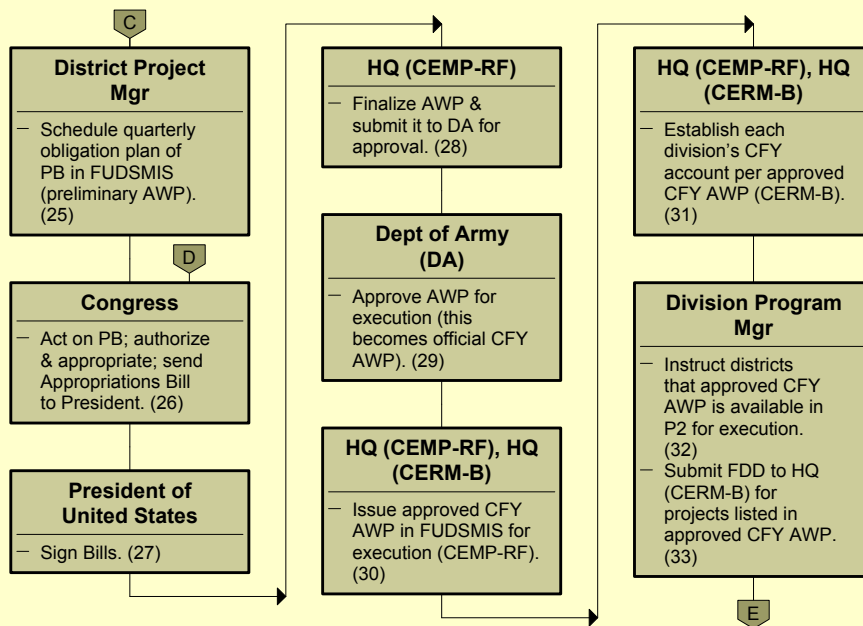 C
District Project
Mgr
– Schedule quarterly
obligation plan of
PB in FUDSMIS
(preliminary AWP).
(25)
D
Congress
– Act on PB; authorize
& appropriate; send
Appropriations Bill
to President. (26)
President of
United States
– Sign Bills. (27)
HQ (CEMP-RF)
– Finalize AWP &
submit it to DA for
approval. (28)
Dept of Army
(DA)
– Approve AWP for
execution (this
becomes official CFY
AWP). (29)
HQ (CEMP-RF), HQ
(CERM-B)
– Issue approved CFY
AWP in FUDSMIS for
execution (CEMP-RF).
(30)
HQ (CEMP-RF), HQ
(CERM-B)
– Establish each
division’s CFY
account per approved
CFY AWP (CERM-B).
(31)
Division Program
Mgr
– Instruct districts
that approved CFY
AWP is available in
P2 for execution.
(32)
– Submit FDD to HQ
(CERM-B) for
projects listed in
approved CFY AWP.
(33)
E